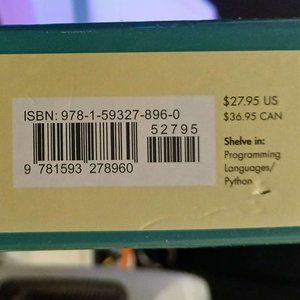 ISBN: 978-1-59327-896-0
52795
9 781593 278960
$27.95 US
$36.95 CAN
Shelve in:
Programming
Languages/
Python